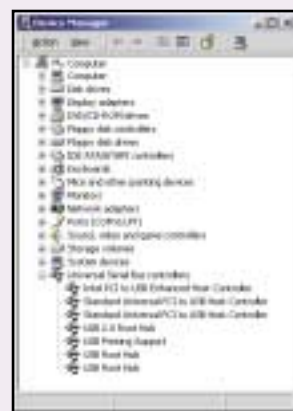 Device Manager
Action View
My Computer
Computer
Disk drives
Display adapters
DVD/CD-ROM drives
Floppy disk controllers
Floppy disk drives
IDE ATA/ATAPI controllers
Keyboards
Mice and other pointing devices
Monitors
Network adapters
Ports (COM & LPT)
Sound, video and game controllers
Storage volumes
System devices
Universal Serial Bus controllers
Intel PCI to USB Enhanced Host Controller
Standard Universal PCI to USB Host Controller
Standard Universal PCI to USB Host Controller
USB 2.0 Root Hub
USB Printing Support
USB Root Hub
USB Root Hub